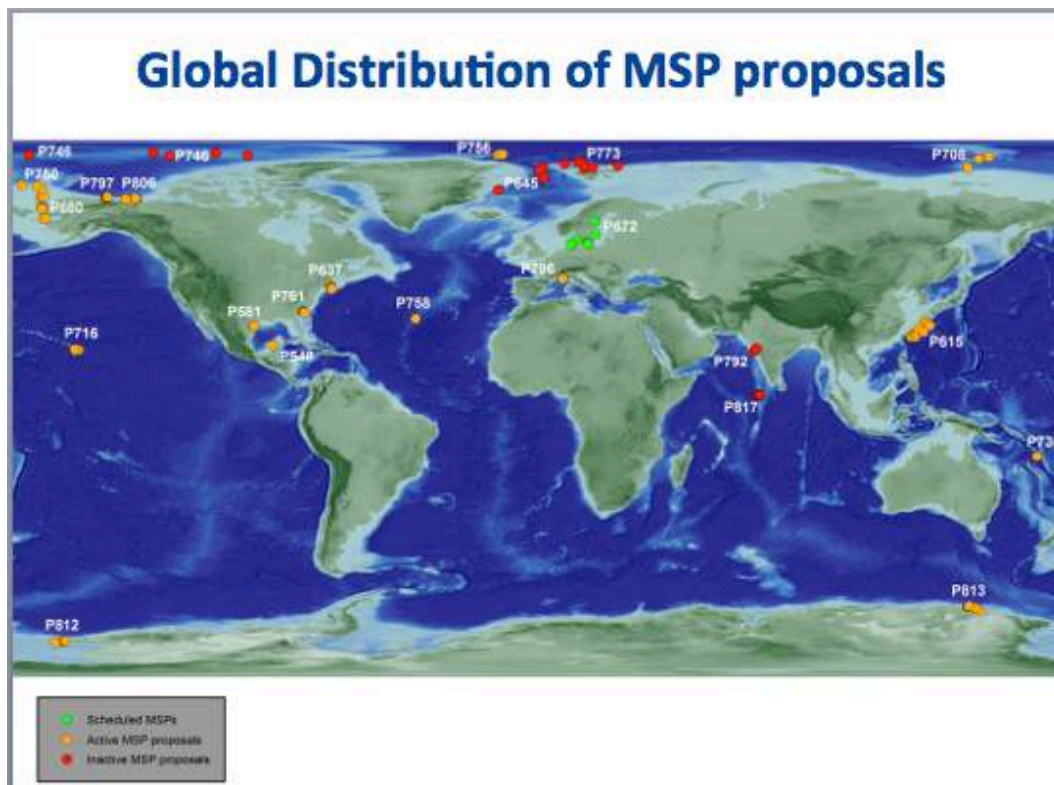 Global Distribution of MSP proposals
P746
P746
P756
P773
P708
P750
P797
P806
P645
P680
P672
P637
P796
P761
P758
P581
P548
P716
P615
P792
P817
P73
P813
P812
Scheduled MSPs
Active MSP proposals
Inactive MSP proposals